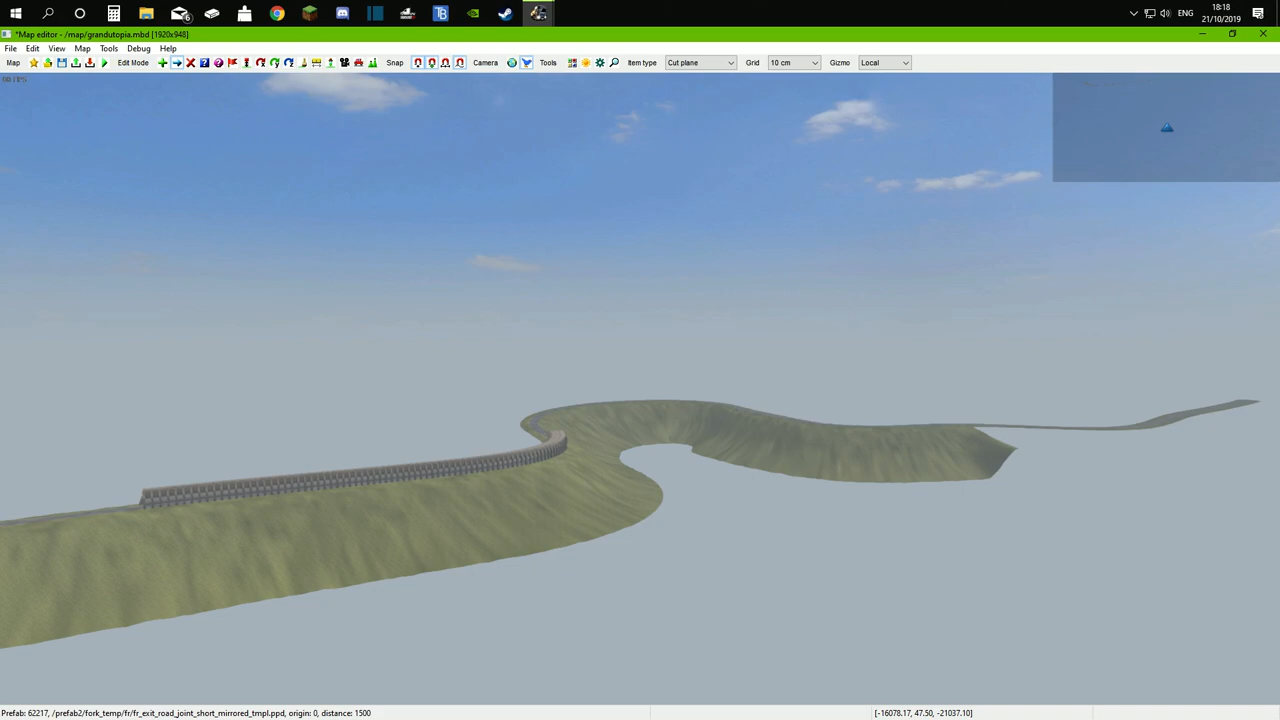 6
TB
ENG
18:18
21/10/2019
*Map editor - /map/grandutopia.mbd [1920x948]
File Edit View Map Tools Debug Help
Map Edit Mode Snap Camera Tools Item type Cut plane Grid 10 cm Gizmo Local
Prefab: 62217, /prefab2/fork_temp/fr/fr_exit_road_joint_short_mirrored_tmpl.ppd, origin: 0, distance: 1500
[-16078.17, 47.50, -21037.10]